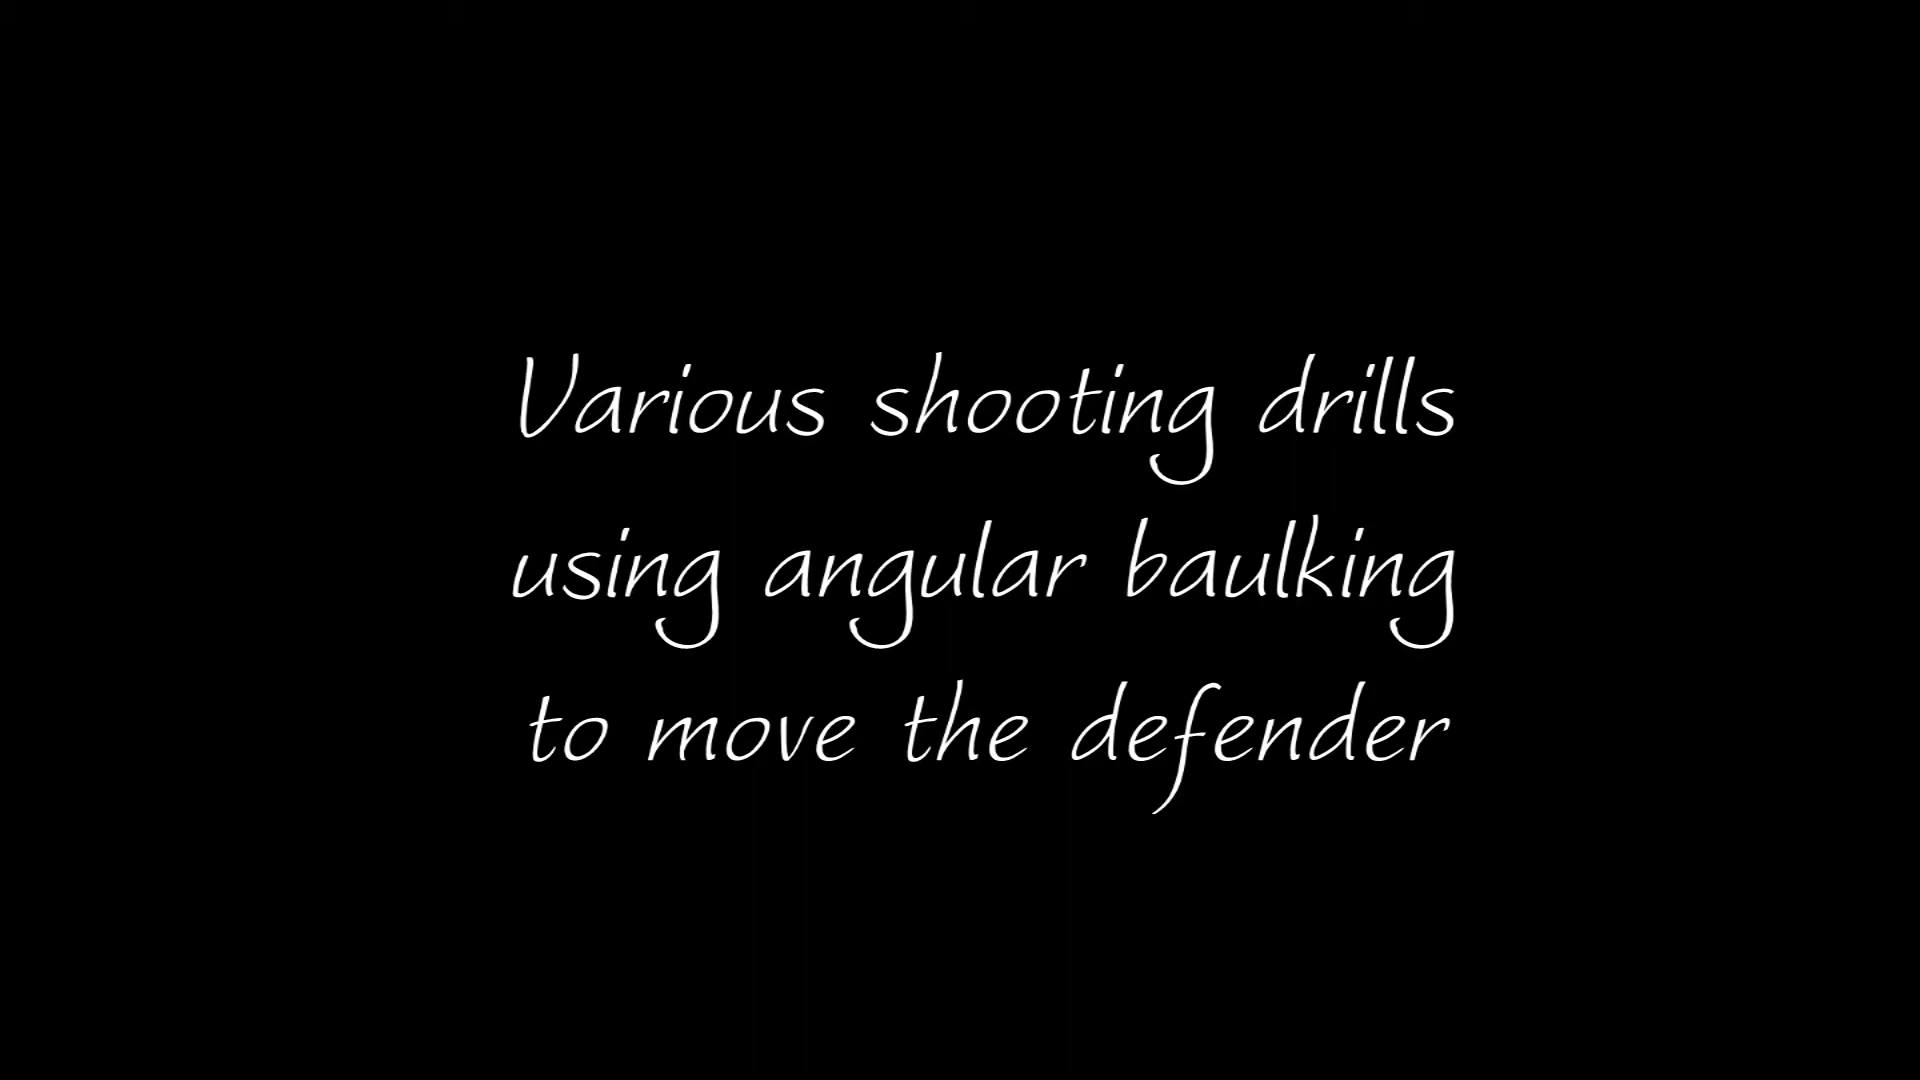 Various shooting drills
using angular baulking
to move the defender